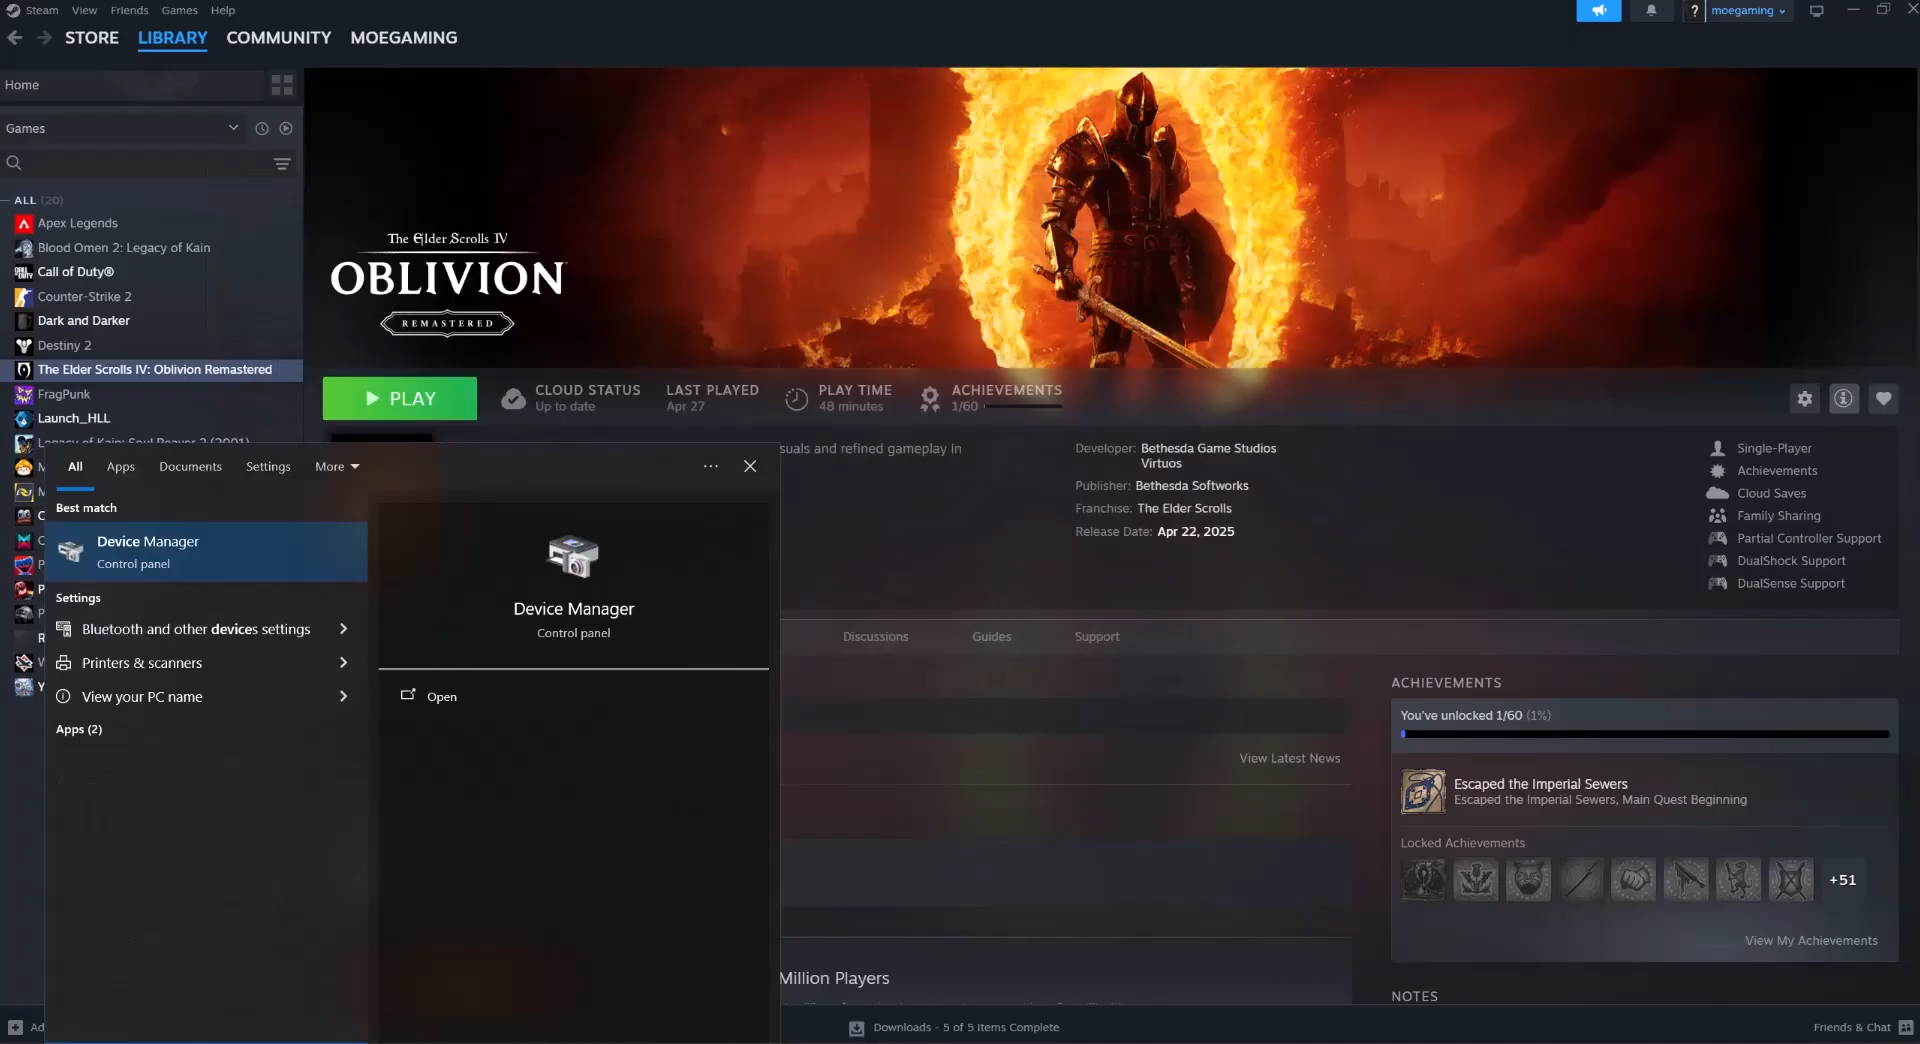 Steam View Friends Games Help
? moegaming
STORE LIBRARY COMMUNITY MOEGAMING
Home
Games
ALL (20)
Apex Legends
Blood Omen 2: Legacy of Kain
Call of Duty®
Counter-Strike 2
Dark and Darker
Destiny 2
The Elder Scrolls IV: Oblivion Remastered
FragPunk
Launch_HLL
Legacy of Kain: Soul Reaver 2 (2001)
The Elder Scrolls IV
OBLIVION
REMASTERED
PLAY
CLOUD STATUS
Up to date
LAST PLAYED
Apr 27
PLAY TIME
48 minutes
ACHIEVEMENTS
1/60
All Apps Documents Settings More
Best match
Device Manager
Control panel
Settings
Bluetooth and other devices settings
Printers & scanners
View your PC name
Apps (2)
Device Manager
Control panel
Open
suals and refined gameplay in
Developer: Bethesda Game Studios
Virtuos
Publisher: Bethesda Softworks
Franchise: The Elder Scrolls
Release Date: Apr 22, 2025
Single-Player
Achievements
Cloud Saves
Family Sharing
Partial Controller Support
DualShock Support
DualSense Support
Discussions Guides Support
View Latest News
Million Players
ACHIEVEMENTS
You've unlocked 1/60 (1%)
Escaped the Imperial Sewers
Escaped the Imperial Sewers, Main Quest Beginning
Locked Achievements
+51
View My Achievements
NOTES
Ad
Downloads - 5 of 5 Items Complete
Friends & Chat